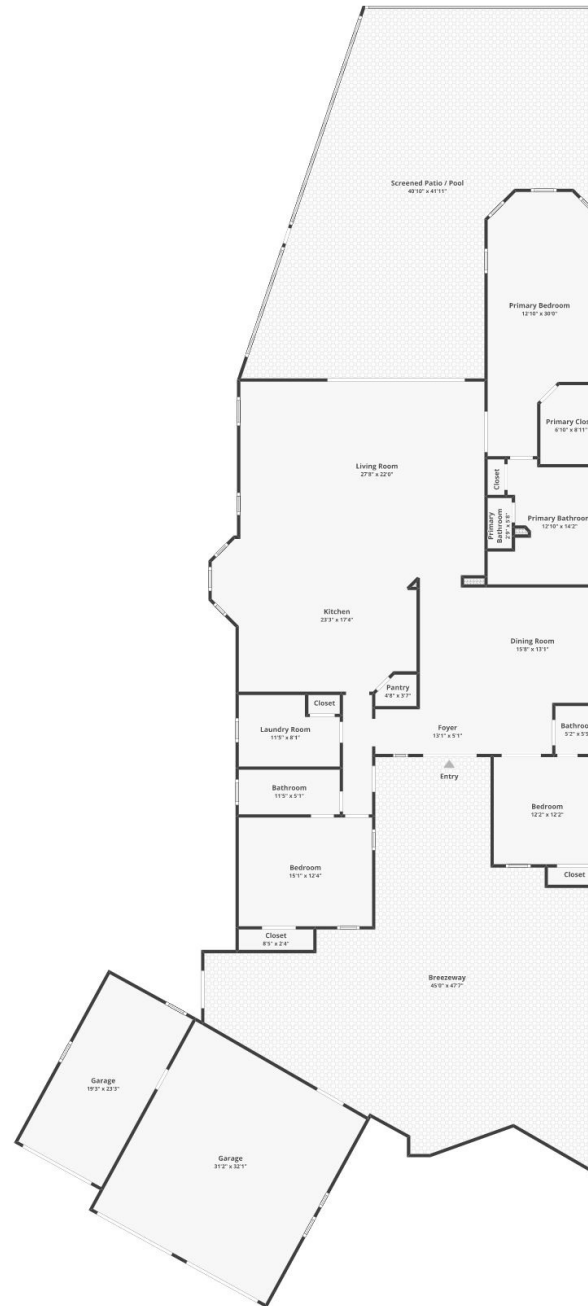 Screened Patio / Pool
40'10" x 41'11"
Primary Bedroom
12'10" x 30'0"
Primary Clos
6'10" x 8'11"
Living Room
27'8" x 22'0"
Closet
Primary
Bathroom
2'8" x 5'8"
Primary Bathroom
12'10" x 14'2"
Kitchen
23'3" x 17'4"
Dining Room
15'8" x 13'1"
Pantry
4'8" x 3'7"
Closet
Laundry Room
11'5" x 8'1"
Foyer
13'1" x 5'1"
Bathroo
5'2" x 5'5
Entry
Bathroom
11'5" x 5'1"
Bedroom
12'2" x 12'2"
Bedroom
15'1" x 12'4"
Closet
Closet
8'5" x 2'4"
Breezeway
45'0" x 47'7"
Garage
19'3" x 23'3"
Garage
31'2" x 32'1"